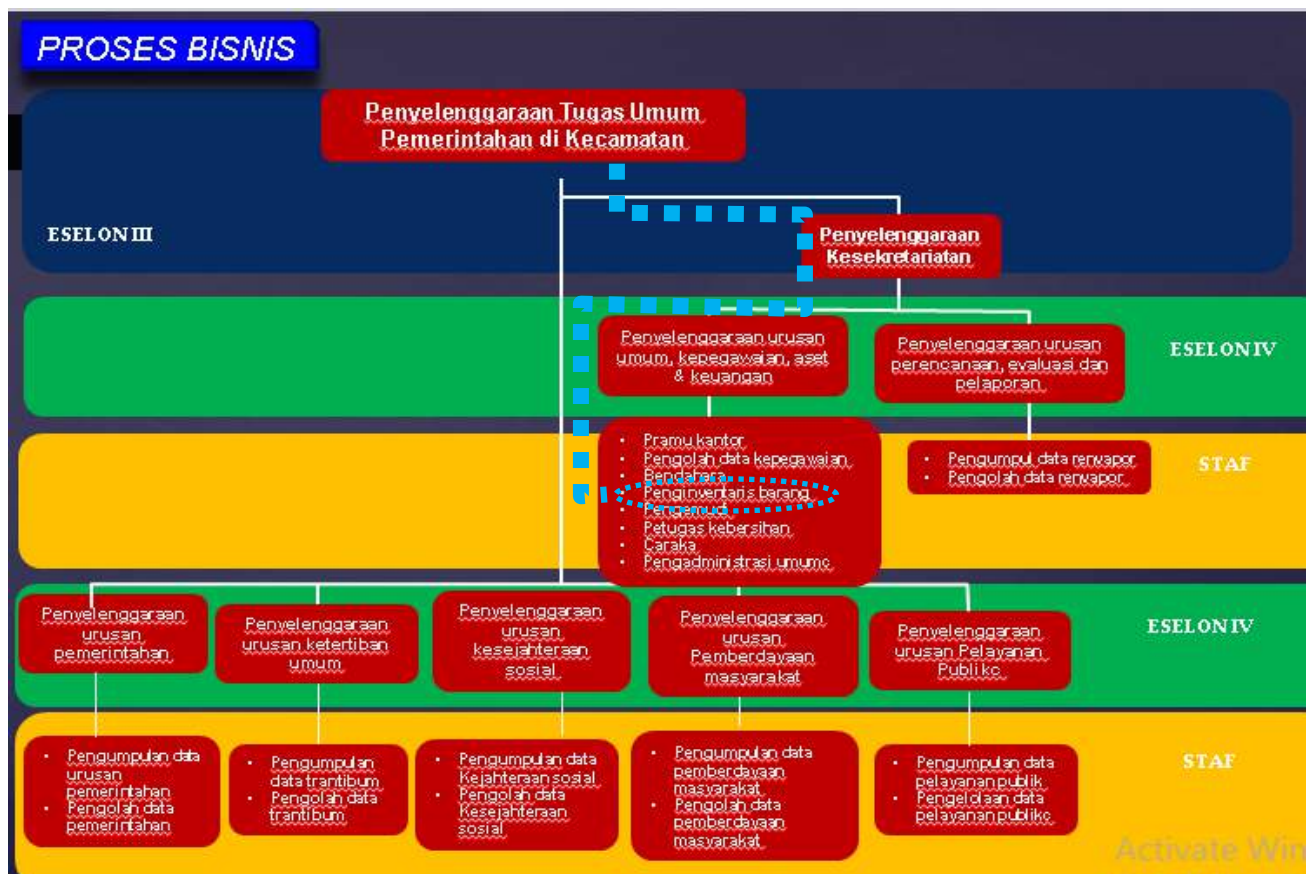 PROSES BISNIS
Penyelenggaraan Tugas Umum
Pemerintahan di Kecamatan
ESELON III
Penyelenggaraan
Kesekretariatan
Penyelenggaraan urusan
umum, kepegawaian, aset
& keuangan
Penyelenggaraan urusan
perencanaan, evaluasi dan
pelaporan
ESELON IV
• Pramu kantor
• Pengolah data kepegawaian
• Bendahara
• Penginventaris barang
• Pengemudi
• Petugas kebersihan
• Caraka
• Pengadministrasi umumc
• Pengumpul data renvapor
• Pengolah data renvapor
STAF
Penyelenggaraan
urusan
pemerintahan
Penyelenggaraan
urusan ketertiban
umum
Penyelenggaraan
urusan
kesejahteraan
sosial
Penyelenggaraan
urusan
Pemberdayaan
masyarakat
Penyelenggaraan
urusan Pelayanan
Publikc
ESELON IV
• Pengumpulan data
urusan
pemerintahan
• Pengolah data
pemerintahan
• Pengumpulan
data trantibum
• Pengolah data
trantibum
• Pengumpulan data
Kejahteraan sosial
• Pengolah data
Kesejahteraan
sosial
• Pengumpulan data
pemberdayaan
masyarakat
• Pengolah data
pemberdayaan
masyarakat
• Pengumpulan data
pelayanan publik
• Pengelolaan data
pelayanan publikc
STAF
Activate Win